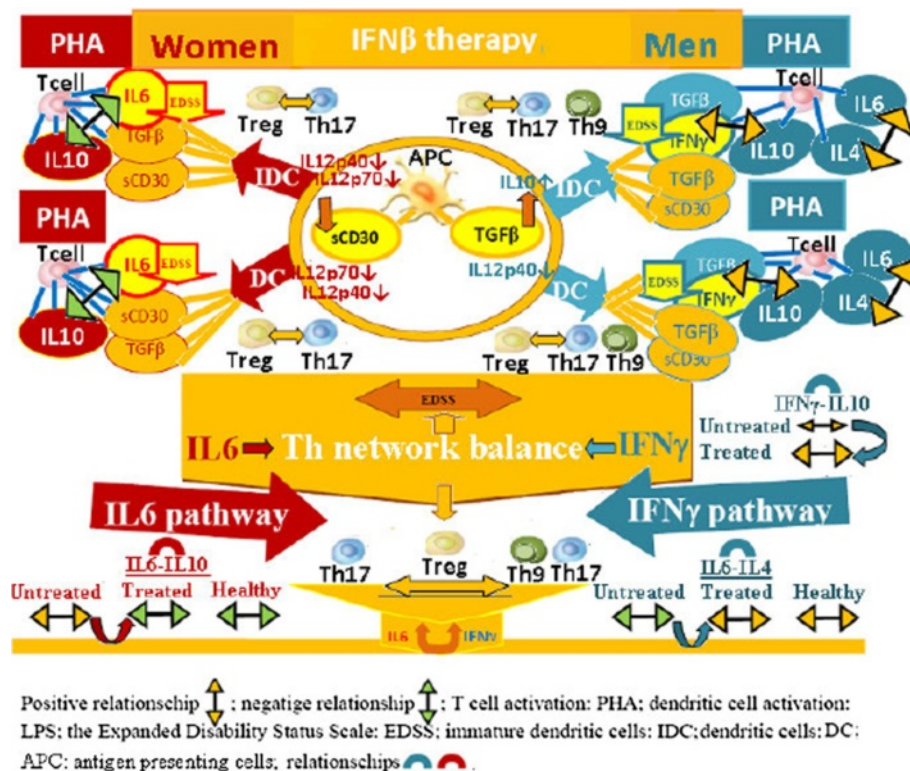 PHA Women IFNβ therapy Men PHA
Tcell
IL6
EDSS
TGFβ
IL10
sCD30
Treg Th17
Treg Th17 Th9
TGFβ
EDSS
IFNγ
TGFβ
sCD30
Tcell
IL6
IL10
IL4
IDC
IL12p40↓
IL12p70↓
APC
IL10↑
IDC
sCD30
TGFβ
PHA
Tcell
IL6
EDSS
sCD30
IL10
TGFβ
DC
IL12p70↓
IL12p40↓
IL12p40↓
DC
PHA
Tcell
TGFβ
EDSS
IFNγ
TGFβ
sCD30
IL6
IL10
IL4
Treg Th17
Treg Th17 Th9
EDSS
IL6 Th network balance IFNγ
IFNγ-IL10
Untreated
Treated
IL6 pathway
IFNγ pathway
Th17 Treg Th9 Th17
IL6-IL10
Untreated Treated Healthy
IL6 IFNγ
IL6-IL4
Untreated Treated Healthy
Positive relationschip ; negatige relationschip ; T cell activation: PHA; dendritic cell activation:
LPS; the Expanded Disability Status Scale: EDSS; immature dendritic cells: IDC;dendritic cells: DC;
APC: antigen presenting cells; relationschips .